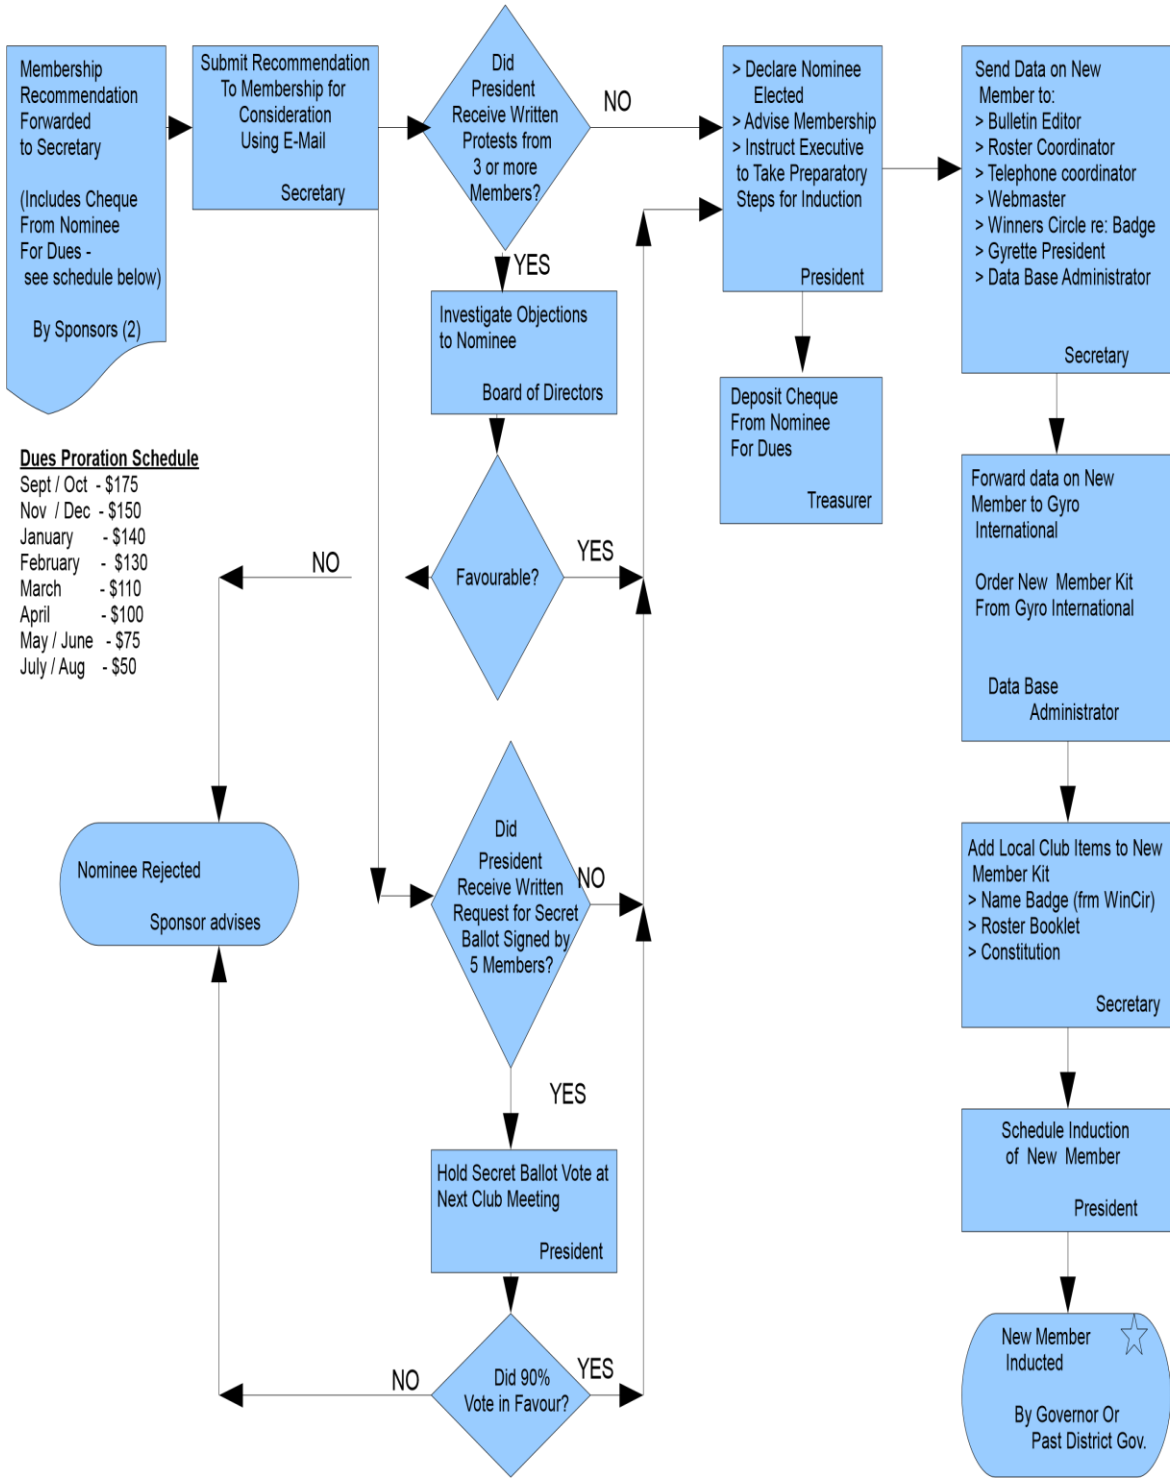 Membership
Recommendation
Forwarded
to Secretary
(Includes Cheque
From Nominee
For Dues -
see schedule below)
By Sponsors (2)
Submit Recommendation
To Membership for
Consideration
Using E-Mail
Secretary
Did
President
Receive Written
Protests from
3 or more
Members?
NO
YES
> Declare Nominee
Elected
> Advise Membership
> Instruct Executive
to Take Preparatory
Steps for Induction
President
Send Data on New
Member to:
> Bulletin Editor
> Roster Coordinator
> Telephone coordinator
> Webmaster
> Winners Circle re: Badge
> Gyrette President
> Data Base Administrator
Secretary
Investigate Objections
to Nominee
Board of Directors
Deposit Cheque
From Nominee
For Dues
Treasurer
Dues Proration Schedule
Sept / Oct - $175
Nov / Dec - $150
January - $140
February - $130
March - $110
April - $100
May / June - $75
July / Aug - $50
NO
Favourable?
YES
Forward data on New
Member to Gyro
International
Order New Member Kit
From Gyro International
Data Base
Administrator
Nominee Rejected
Sponsor advises
Did
President
Receive Written
Request for Secret
Ballot Signed by
5 Members?
NO
YES
Add Local Club Items to New
Member Kit
> Name Badge (frm WinCir)
> Roster Booklet
> Constitution
Secretary
Hold Secret Ballot Vote at
Next Club Meeting
President
Schedule Induction
of New Member
President
NO
Did 90%
Vote in Favour?
YES
New Member
Inducted
By Governor Or
Past District Gov.